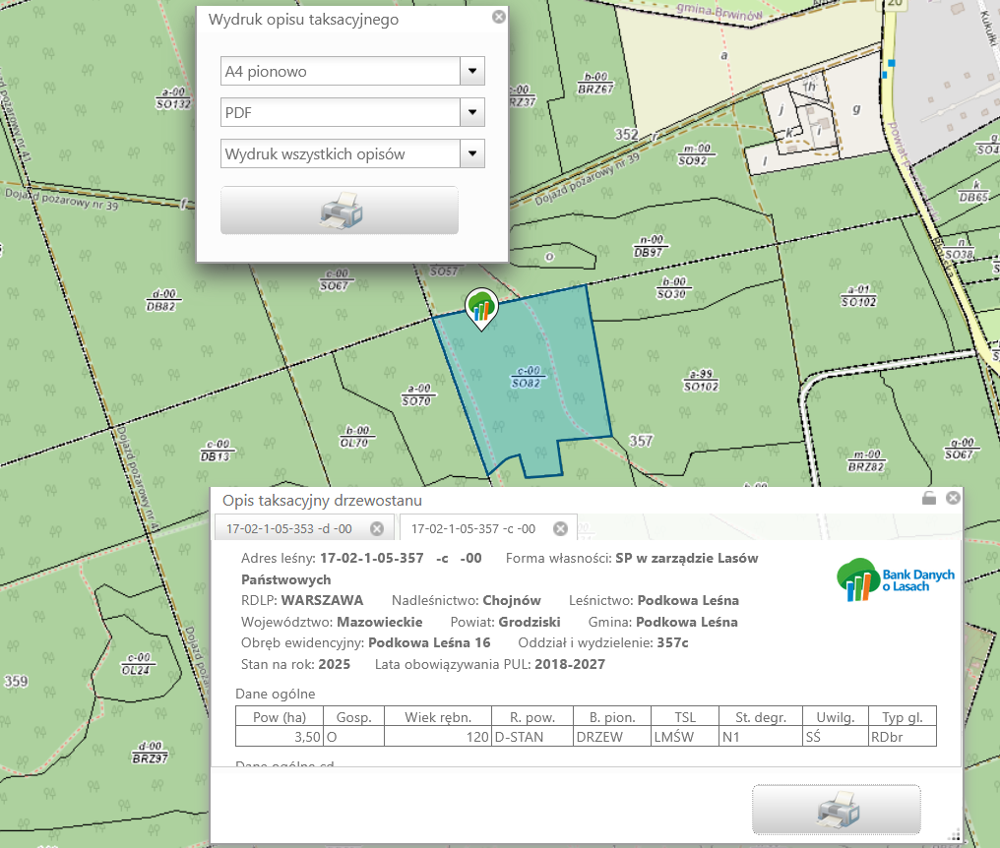 Wydruk opisu taksacyjnego
A4 pionowo
PDF
Wydruk wszystkich opisów
gmina Brwinów
20
Kukułki
a
b-00
BRZ67
a-00
SO132
-00
RZ37
352
r
j
Ih
g
k
i
l
m-00
SO92
powiat
Dojazd pożarowy nr 41
Dojazd pożarowy nr 39
f
Dojazd pożarowy nr 39
k
DB65
n
SO38
n-00
DB97
o
SO57
c-00
SO67
b-00
SO30
a-01
SO102
d-00
DB82
c-00
SO82
a-99
SO102
a-00
SO70
b-00
OL70
357
c-00
DB13
m-00
BRZ82
g-00
SO67
Dojazd pożarowy nr 41
Dojazd pożarowy nr
359
c-00
OL24
d-00
BRZ97
Opis taksacyjny drzewostanu
17-02-1-05-353 -d -00
17-02-1-05-357 -c -00
Adres leśny: 17-02-1-05-357 -c -00 Forma własności: SP w zarządzie Lasów
Państwowych
RDLP: WARSZAWA Nadleśnictwo: Chojnów Leśnictwo: Podkowa Leśna
Województwo: Mazowieckie Powiat: Grodziski Gmina: Podkowa Leśna
Obręb ewidencyjny: Podkowa Leśna 16 Oddział i wydzielenie: 357c
Stan na rok: 2025 Lata obowiązywania PUL: 2018-2027
Bank Danych
o Lasach
Dane ogólne
Pow (ha) Gosp. Wiek rębn. R. pow. B. pion. TSL St. degr. Uwilg. Typ gl.
3,50 O 120 D-STAN DRZEW LMŚW N1 SŚ RDbr
Dane ogólne cd